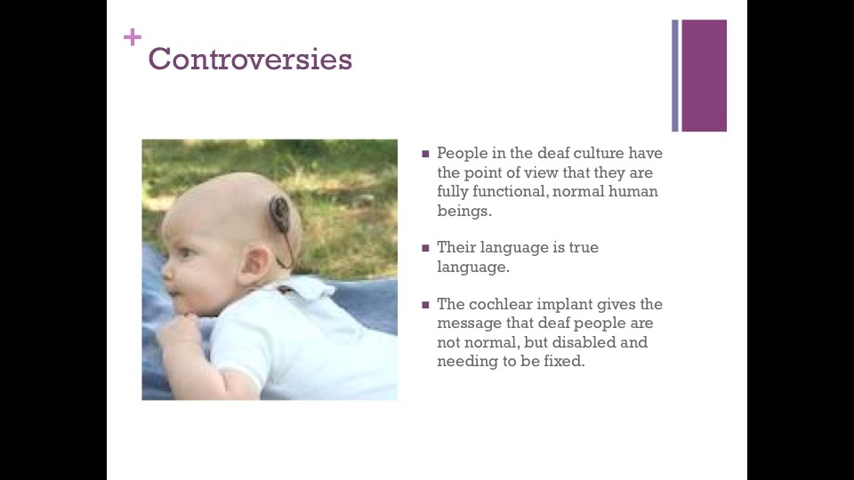 +
Controversies
People in the deaf culture have
the point of view that they are
fully functional, normal human
beings.
Their language is true
language.
The cochlear implant gives the
message that deaf people are
not normal, but disabled and
needing to be fixed.